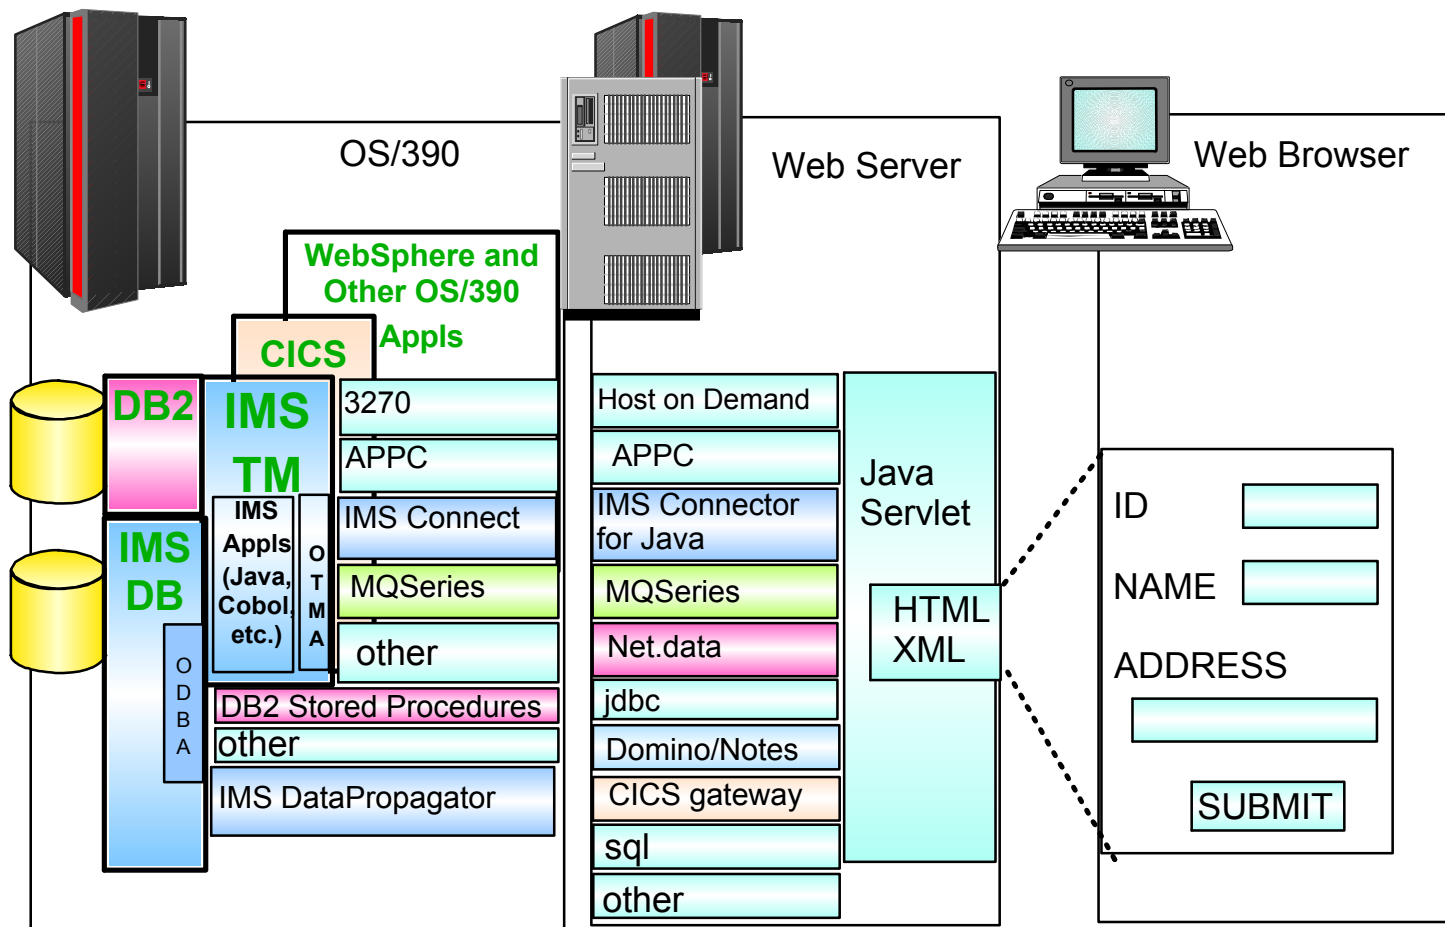 OS/390
WebSphere and
Other OS/390
Appls
CICS
DB2
IMS
TM
IMS
Appls
(Java,
Cobol,
etc.)
O
T
M
A
IMS
DB
O
D
B
A
3270
APPC
IMS Connect
MQSeries
other
DB2 Stored Procedures
other
IMS DataPropagator
Web Server
Host on Demand
APPC
IMS Connector
for Java
MQSeries
Net.data
jdbc
Domino/Notes
CICS gateway
sql
other
Java
Servlet
HTML
XML
Web Browser
ID
NAME
ADDRESS
SUBMIT